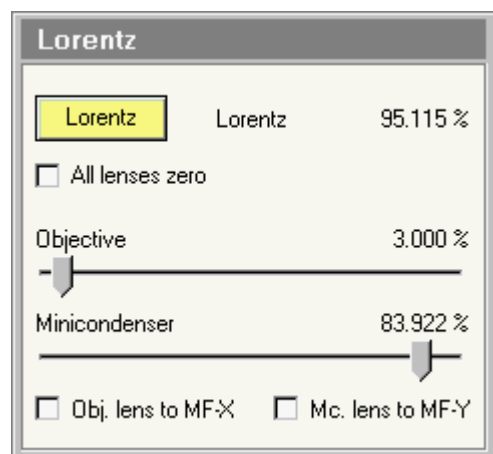 Lorentz
Lorentz Lorentz 95.115 %
All lenses zero
Objective 3.000 %
Minicondenser 83.922 %
Obj. lens to MF-X Mc. lens to MF-Y